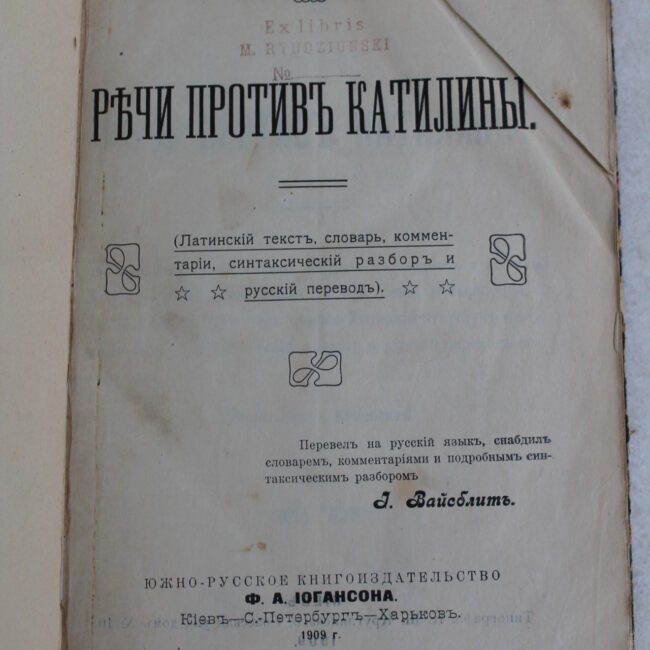 Ex libris
M. RYNDZIUNSKI
№
РѢЧИ ПРОТИВЪ КАТИЛИНЫ.
(Латинскій текстъ, словарь, коммен-
таріи, синтаксическій разборъ и
русскій переводъ).
Перевелъ на русскій языкъ, снабдилъ
словаремъ, комментаріями и подробнымъ син-
таксическимъ разборомъ
І. Вайсблитъ.
ЮЖНО-РУССКОЕ КНИГОИЗДАТЕЛЬСТВО
Ф. А. ІОГАНСОНА.
Кіевъ—С.-Петербургъ—Харьковъ.
1909 г.